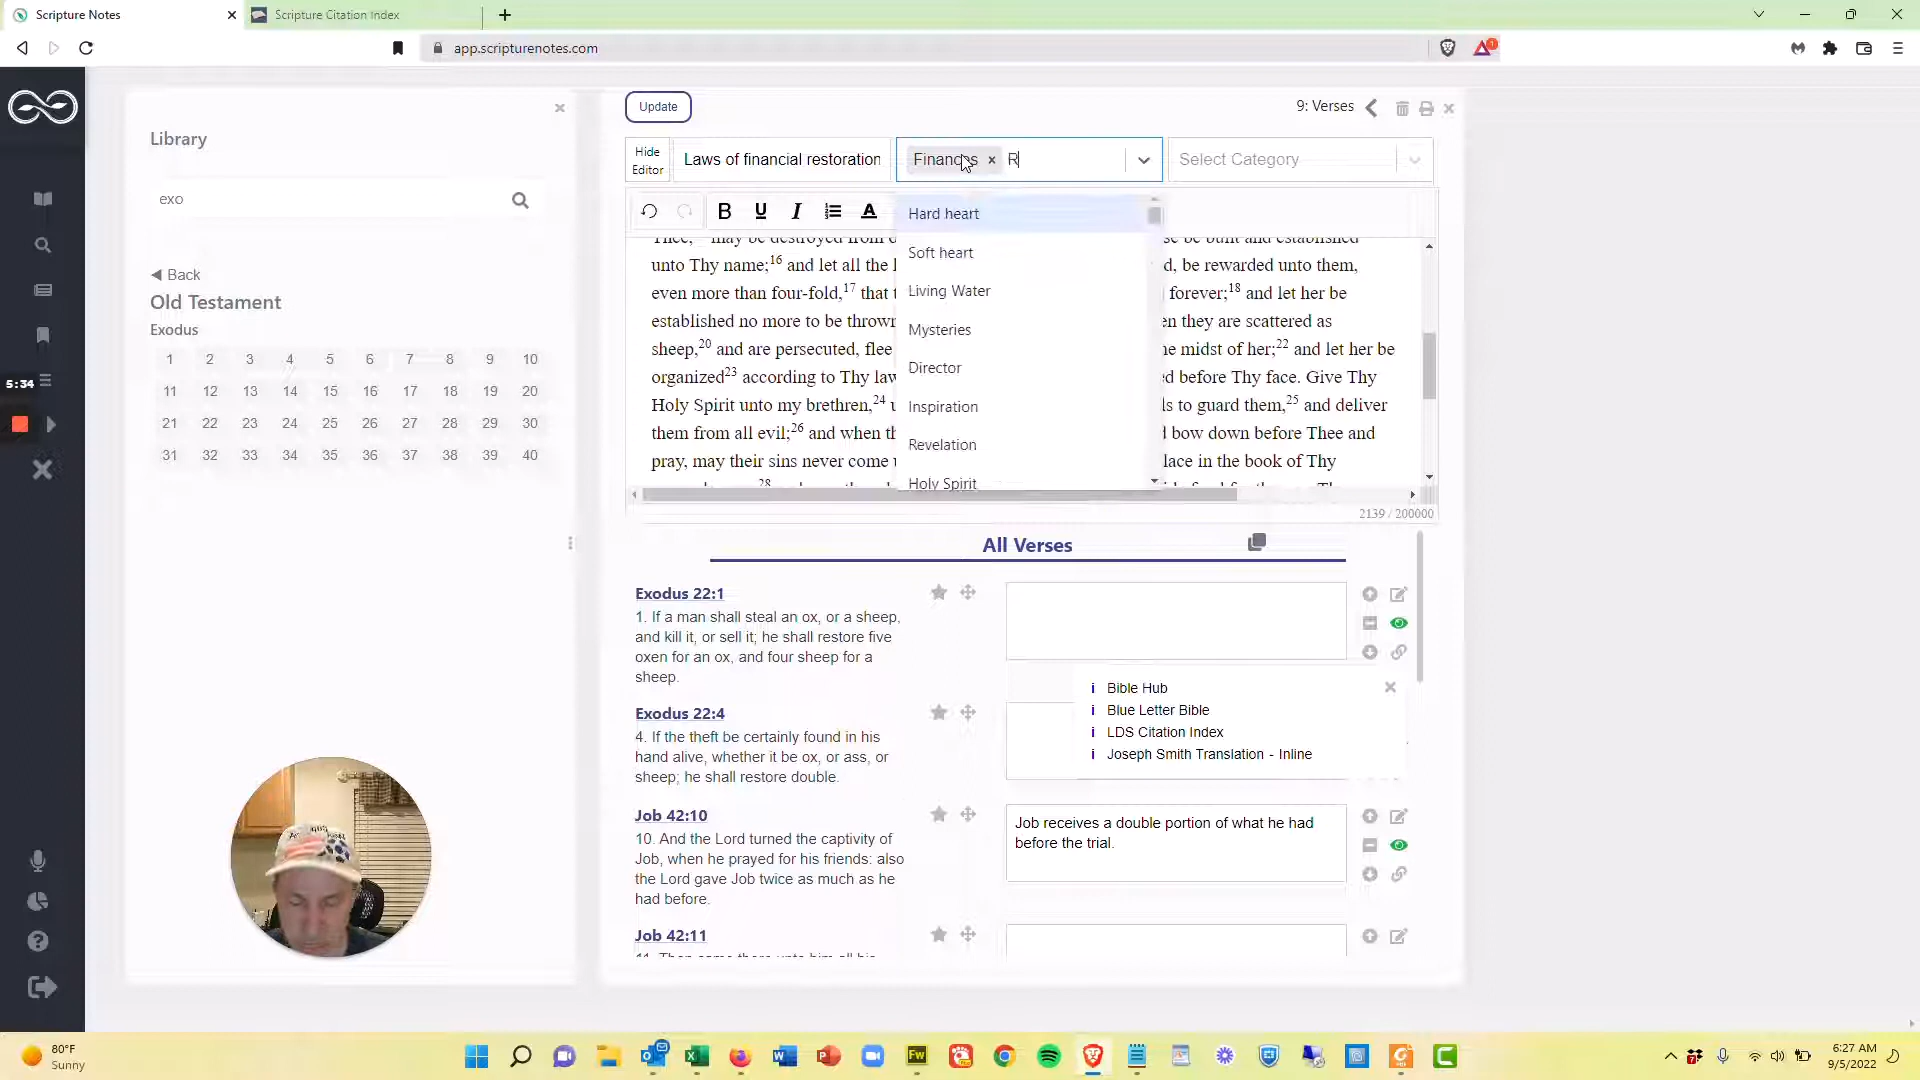 Scripture Notes
Scripture Citation Index
app.scripturenotes.com
1
Library
exo
Back
Old Testament
Exodus
1 2 3 4 5 6 7 8 9 10
11 12 13 14 15 16 17 18 19 20
21 22 23 24 25 26 27 28 29 30
31 32 33 34 35 36 37 38 39 40
5:34
Update
9: Verses
Hide
Editor
Laws of financial restoration
Finances × R
Select Category
B U I A
Hard heart
Soft heart
Living Water
Mysteries
Director
Inspiration
Revelation
Holy Spirit
unto Thy name;16 and let all the
d, be rewarded unto them,
even more than four-fold,17 that
forever;18 and let her be
established no more to be thrown
en they are scattered as
sheep,20 and are persecuted, flee
he midst of her;22 and let her be
organized23 according to Thy law
d before Thy face. Give Thy
Holy Spirit unto my brethren,24
ls to guard them,25 and deliver
them from all evil;26 and when th
d bow down before Thee and
pray, may their sins never come
lace in the book of Thy
28
2139 / 200000
All Verses
Exodus 22:1
1. If a man shall steal an ox, or a sheep,
and kill it, or sell it; he shall restore five
oxen for an ox, and four sheep for a
sheep.
Bible Hub
Blue Letter Bible
LDS Citation Index
Joseph Smith Translation - Inline
Exodus 22:4
4. If the theft be certainly found in his
hand alive, whether it be ox, or ass, or
sheep; he shall restore double.
Job 42:10
10. And the Lord turned the captivity of
Job, when he prayed for his friends: also
the Lord gave Job twice as much as he
had before.
Job receives a double portion of what he had
before the trial.
Job 42:11
80°F
Sunny
6:27 AM
9/5/2022